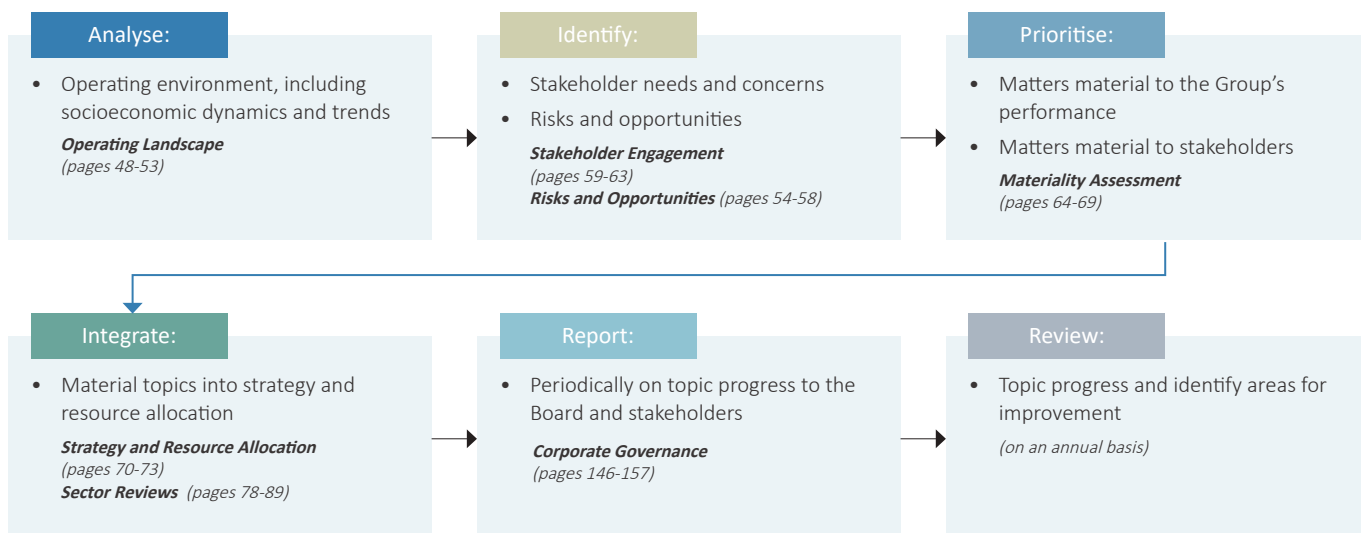 Analyse:
• Operating environment, including
socioeconomic dynamics and trends
Operating Landscape
(pages 48-53)
Identify:
• Stakeholder needs and concerns
• Risks and opportunities
Stakeholder Engagement
(pages 59-63)
Risks and Opportunities (pages 54-58)
Prioritise:
• Matters material to the Group’s
performance
• Matters material to stakeholders
Materiality Assessment
(pages 64-69)
Integrate:
• Material topics into strategy and
resource allocation
Strategy and Resource Allocation
(pages 70-73)
Sector Reviews (pages 78-89)
Report:
• Periodically on topic progress to the
Board and stakeholders
Corporate Governance
(pages 146-157)
Review:
• Topic progress and identify areas for
improvement
(on an annual basis)